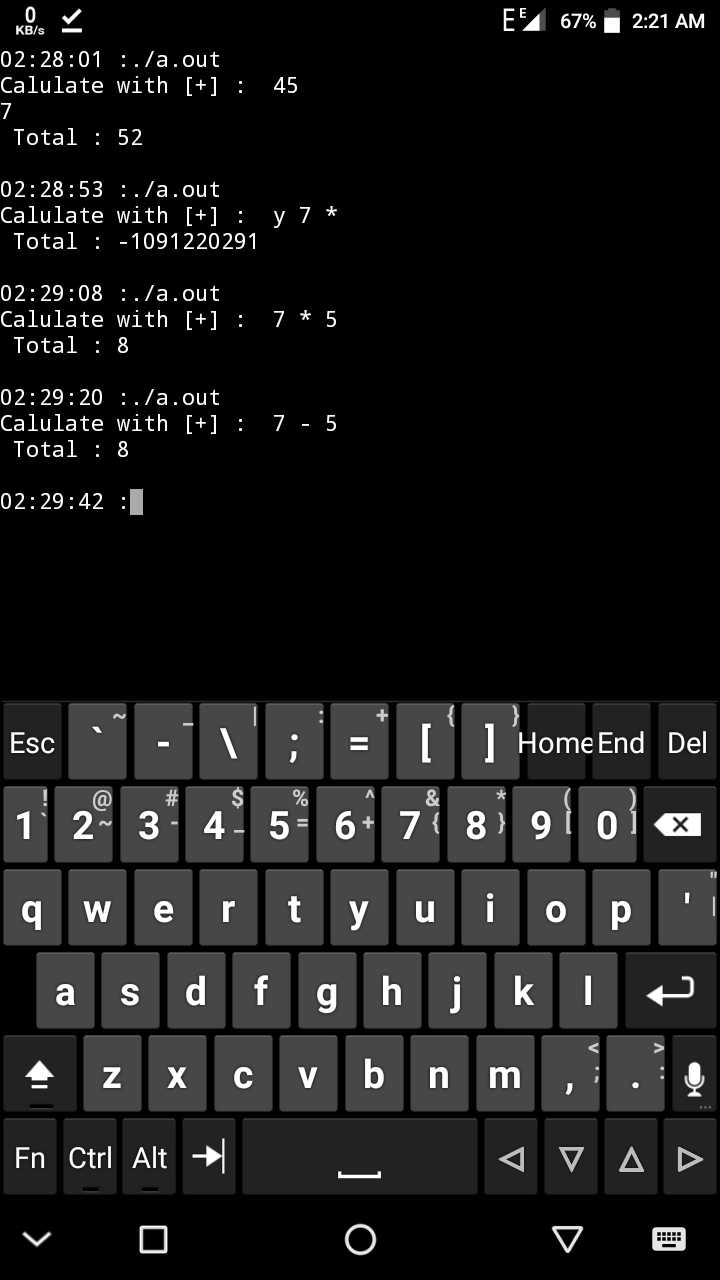 0
KB/s
E E 67% 2:21 AM
02:28:01 :./a.out
Calulate with [+] :  45
7
 Total : 52
02:28:53 :./a.out
Calulate with [+] :  y 7 *
 Total : -1091220291
02:29:08 :./a.out
Calulate with [+] :  7 * 5
 Total : 8
02:29:20 :./a.out
Calulate with [+] :  7 - 5
 Total : 8
02:29:42 :
Esc ` ~ - _ \ | ; : = + [ { ] } Home End Del
1 ! ` 2 @ ~ 3 # - 4 $ _ 5 % = 6 ^ + 7 & { 8 * } 9 ( [ 0 ) ]
q w e r t y u i o p ' " |
a s d f g h j k l
z x c v b n m , < ; . > : ...
Fn Ctrl Alt